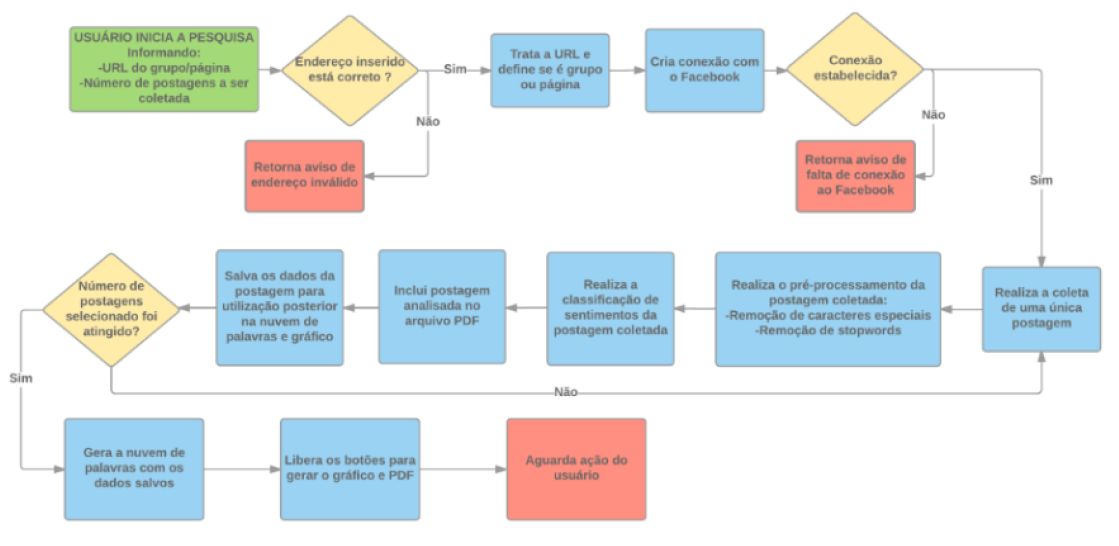 USUÁRIO INICIA A PESQUISA
Informando:
-URL do grupo/página
-Número de postagens a ser
coletada
Endereço inserido
está correto ?
Sim
Não
Retorna aviso de
endereço inválido
Trata a URL e
define se é grupo
ou página
Cria conexão com
o Facebook
Conexão
estabelecida?
Não
Retorna aviso de
falta de conexão
ao Facebook
Sim
Realiza a coleta
de uma única
postagem
Realiza o pré-processamento da
postagem coletada:
-Remoção de caracteres especiais
-Remoção de stopwords
Realiza a
classificação de
sentimentos da
postagem coletada
Inclui postagem
analisada no
arquivo PDF
Salva os dados da
postagem para
utilização posterior
na nuvem de
palavras e gráfico
Número de
postagens
selecionado foi
atingido?
Não
Sim
Gera a nuvem de
palavras com os
dados salvos
Libera os botões para
gerar o gráfico e PDF
Aguarda ação do
usuário